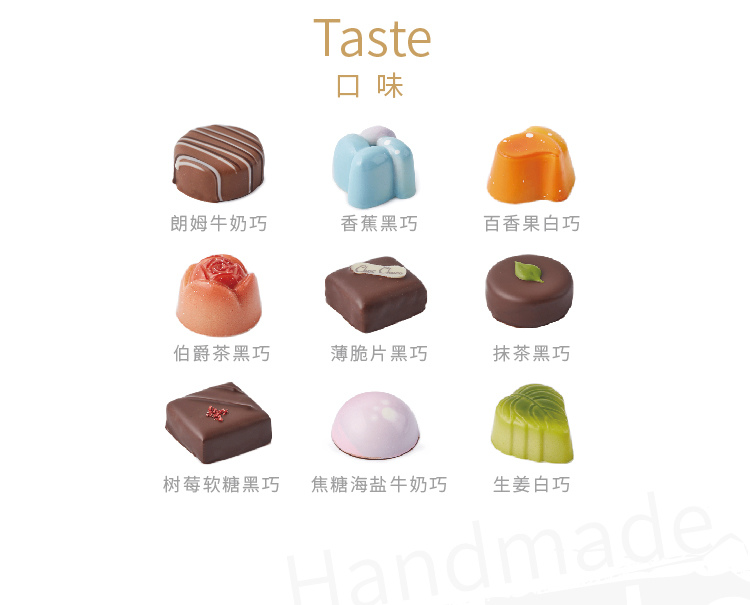 Taste
口味
朗姆牛奶巧
香蕉黑巧
百香果白巧
伯爵茶黑巧
薄脆片黑巧
抹茶黑巧
树莓软糖黑巧
焦糖海盐牛奶巧
生姜白巧
Handmade